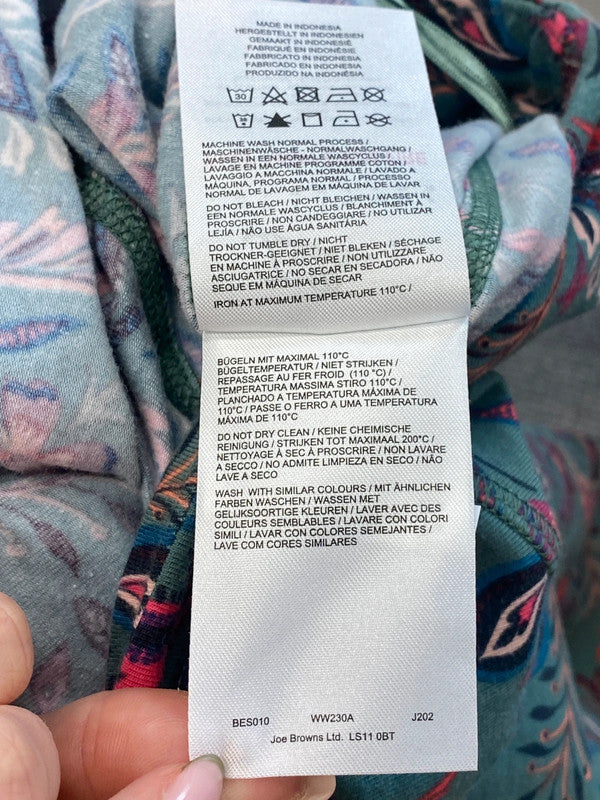 MADE IN INDONESIA
HERGESTELLT IN INDONESIEN
GEMAAKT IN INDONESIË
FABRIQUÉ EN INDONÉSIE
FABBRICATO IN INDONESIA
FABRICADO EN INDONESIA
PRODUZIDO NA INDONÉSIA
30
MACHINE WASH NORMAL PROCESS /
MASCHINENWÄSCHE - NORMALWASCHGANG /
WASSEN IN EEN NORMALE WASCYCLUS /
LAVAGE EN MACHINE PROGRAMME COTON /
LAVAGGIO A MACCHINA NORMALE / LAVADO A
MÁQUINA, PROGRAMA NORMAL / PROCESSO
NORMAL DE LAVAGEM EM MÁQUINA DE LAVAR
DO NOT BLEACH / NICHT BLEICHEN / WASSEN IN
EEN NORMALE WASCYCLUS / BLANCHIMENT À
PROSCRIRE / NON CANDEGGIARE / NO UTILIZAR
LEJÍA / NÃO USE ÁGUA SANITÁRIA
DO NOT TUMBLE DRY / NICHT
TROCKNER-GEEIGNET / NIET BLEKEN / SÉCHAGE
EN MACHINE À PROSCRIRE / NON UTILIZZARE
ASCIUGATRICE / NO SECAR EN SECADORA / NÃO
SEQUE EM MÁQUINA DE SECAR
IRON AT MAXIMUM TEMPERATURE 110°C /
BÜGELN MIT MAXIMAL 110°C
BÜGELTEMPERATUR / NIET STRIJKEN /
REPASSAGE AU FER FROID (110 °C) /
TEMPERATURA MASSIMA STIRO 110°C /
PLANCHADO A TEMPERATURA MÁXIMA DE
110°C / PASSE O FERRO A UMA TEMPERATURA
MÁXIMA DE 110°C
DO NOT DRY CLEAN / KEINE CHEIMISCHE
REINIGUNG / STRIJKEN TOT MAXIMAAL 200°C /
NETTOYAGE À SEC À PROSCRIRE / NON LAVARE
A SECCO / NO ADMITE LIMPIEZA EN SECO / NÃO
LAVE A SECO
WASH WITH SIMILAR COLOURS / MIT ÄHNLICHEN
FARBEN WASCHEN / WASSEN MET
GELIJKSOORTIGE KLEUREN / LAVER AVEC DES
COULEURS SEMBLABLES / LAVARE CON COLORI
SIMILI / LAVAR CON COLORES SEMEJANTES /
LAVE COM CORES SIMILARES
BES010 WW230A J202
Joe Browns Ltd. LS11 0BT